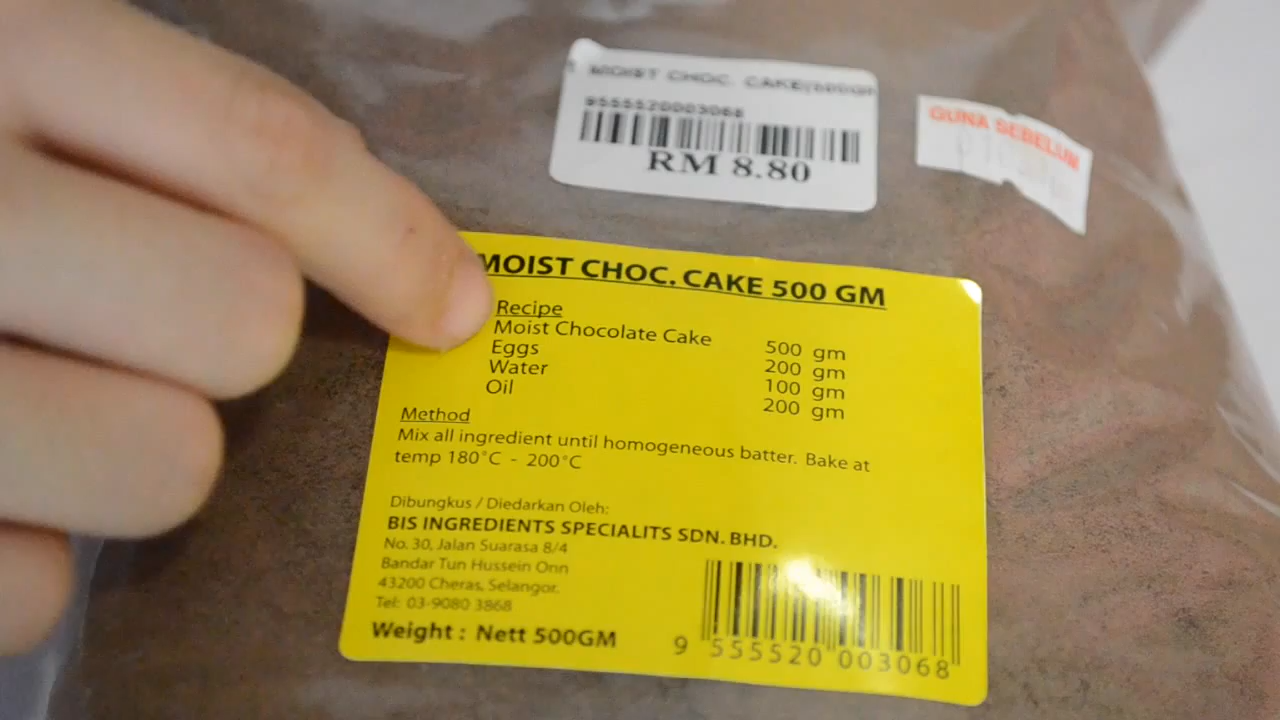 MOIST CHOC. CAKE(500GM
9555520003068
RM 8.80
GUNA SEBELUM
MOIST CHOC. CAKE 500 GM
Recipe
Moist Chocolate Cake 500 gm
Eggs 200 gm
Water 100 gm
Oil 200 gm
Method
Mix all ingredient until homogeneous batter. Bake at
temp 180°C - 200°C
Dibungkus / Diedarkan Oleh:
BIS INGREDIENTS SPECIALITS SDN. BHD.
No. 30, Jalan Suarasa 8/4
Bandar Tun Hussein Onn
43200 Cheras, Selangor.
Tel: 03-9080 3868
Weight : Nett 500GM
9 555520 003068